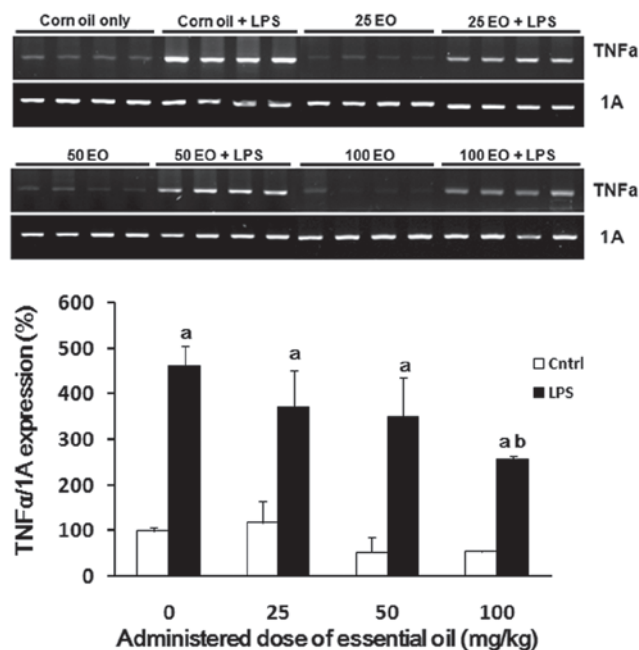 Corn oil only Corn oil + LPS 25 EO 25 EO + LPS
TNFa
1A
50 EO 50 EO + LPS 100 EO 100 EO + LPS
TNFa
1A
TNFα/1A expression (%)
600
500
400
300
200
100
0
a a a ab
Cntrl
LPS
0 25 50 100
Administered dose of essential oil (mg/kg)